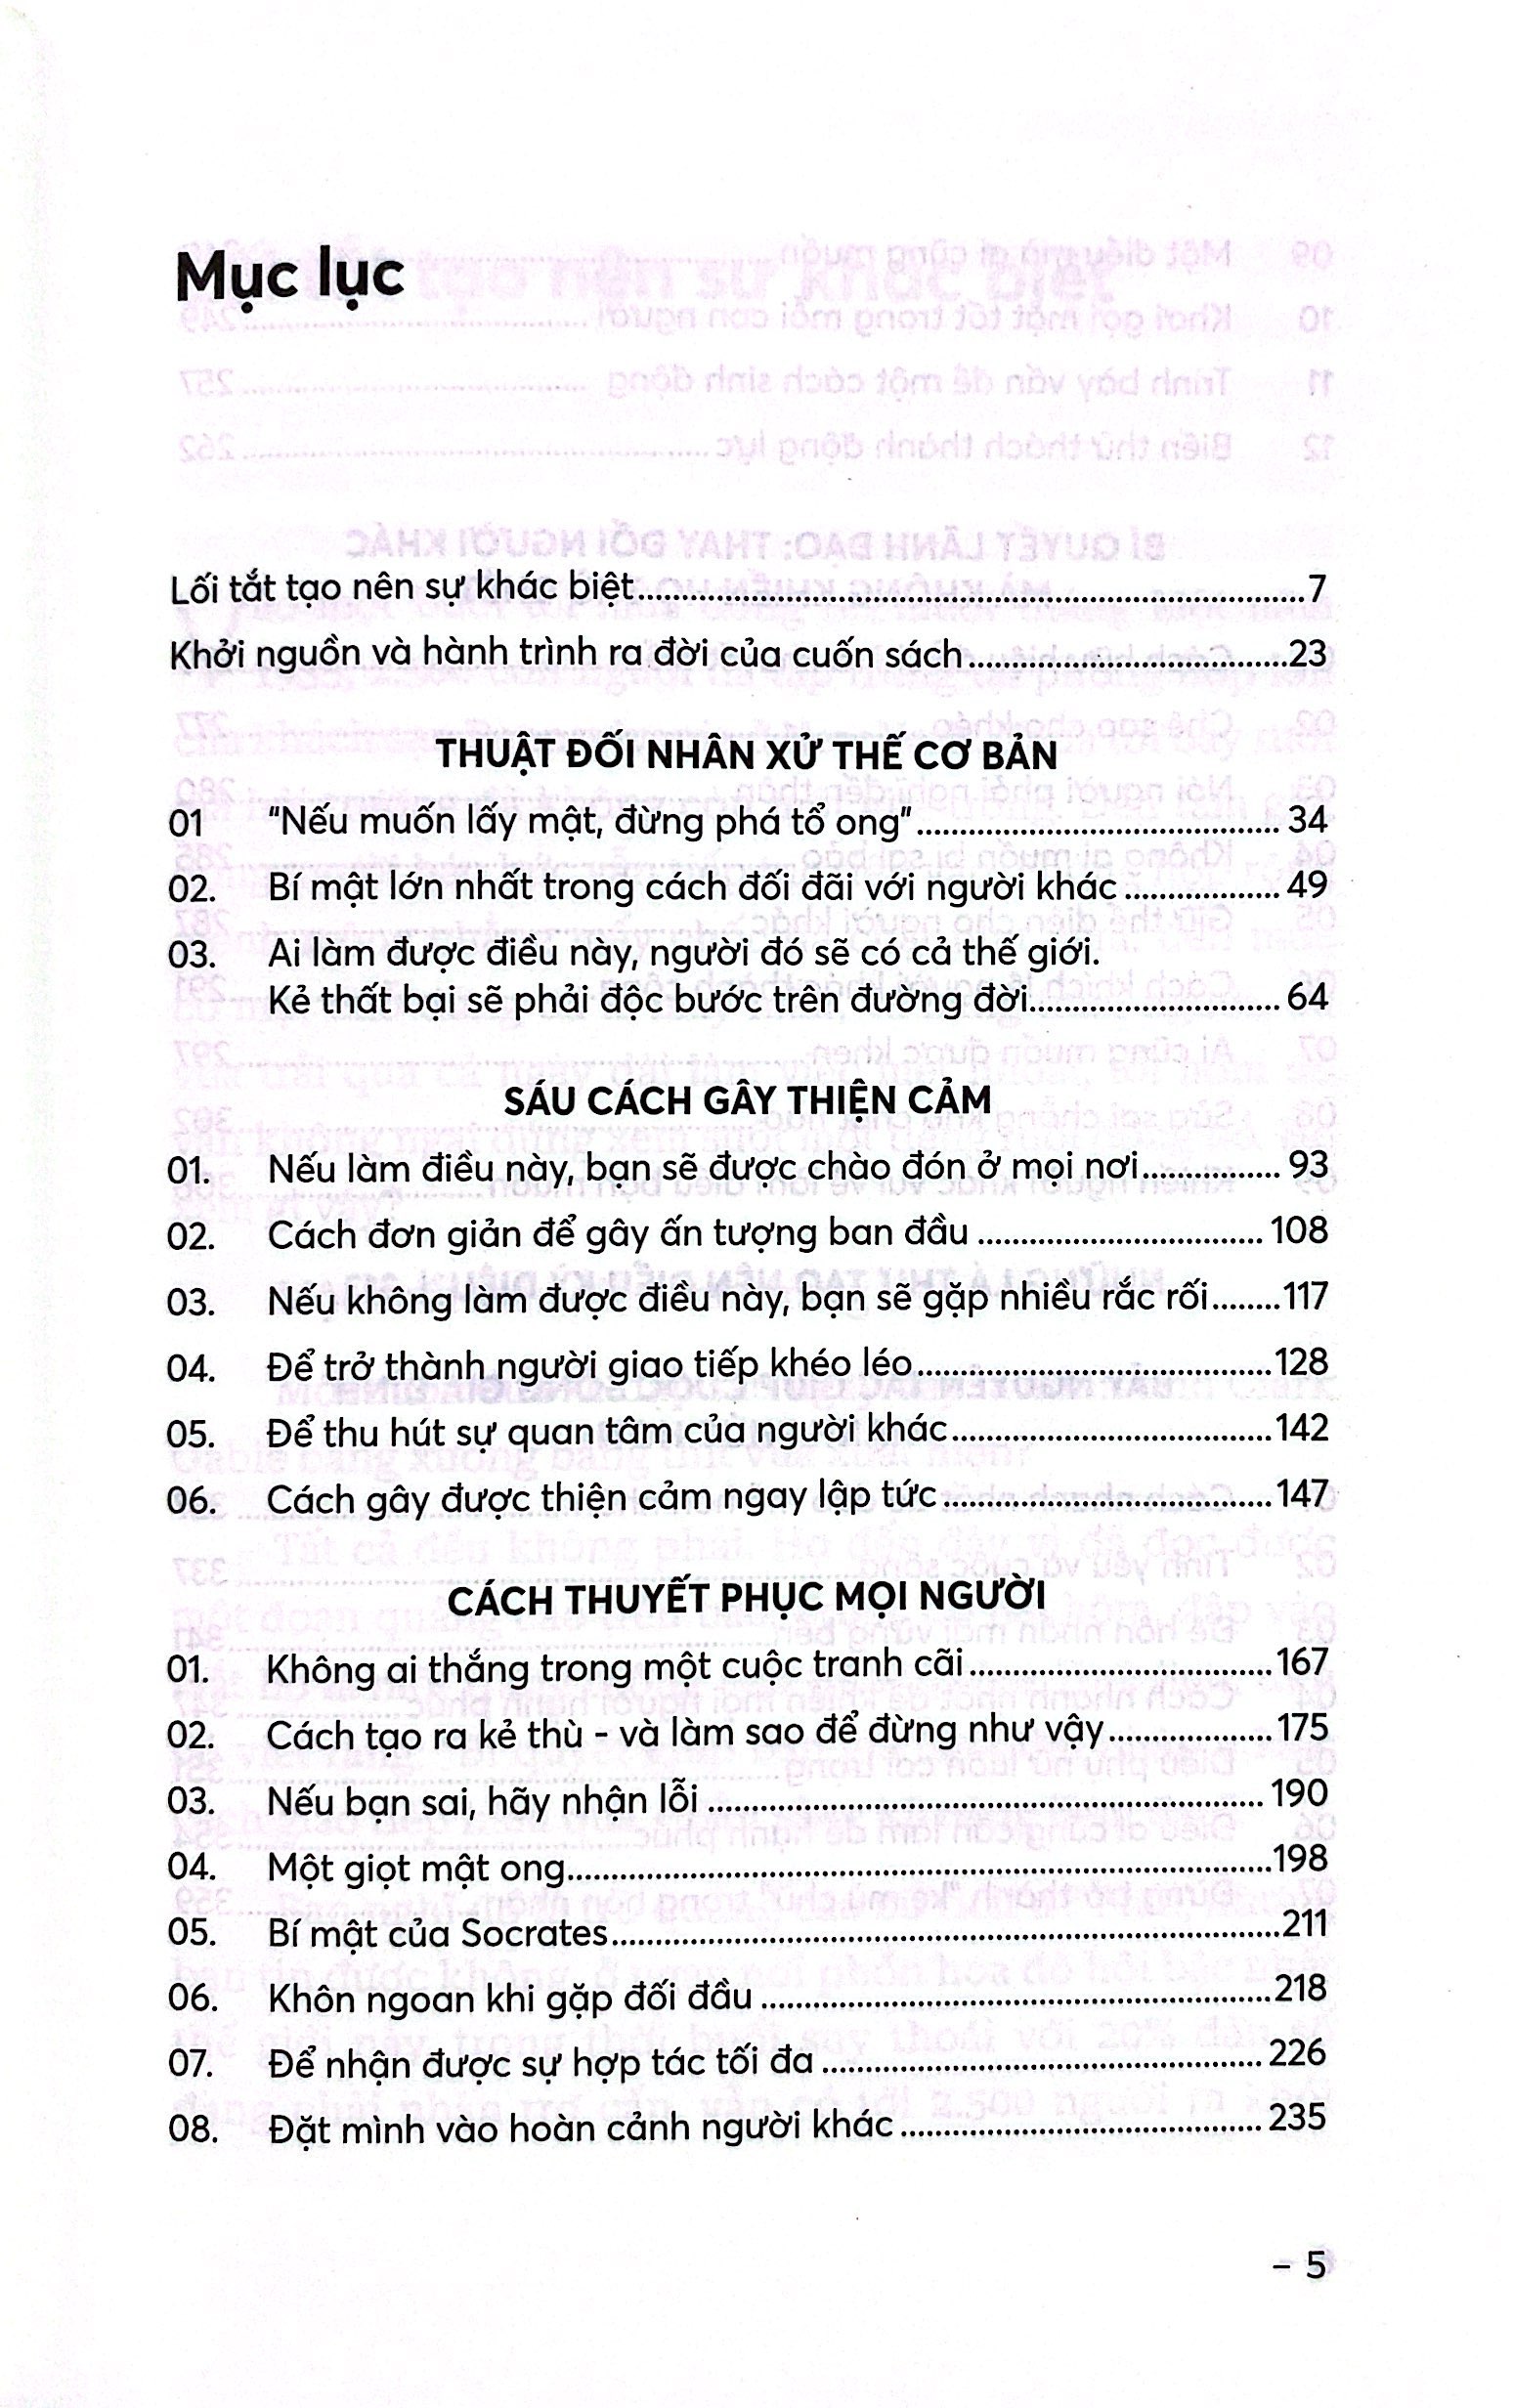 Mục lục
Lối tắt tạo nên sự khác biệt........7
Khởi nguồn và hành trình ra đời của cuốn sách........23
THUẬT ĐỐI NHÂN XỬ THẾ CƠ BẢN
01 "Nếu muốn lấy mật, đừng phá tổ ong"........34
02. Bí mật lớn nhất trong cách đối đãi với người khác........49
03. Ai làm được điều này, người đó sẽ có cả thế giới.
Kẻ thất bại sẽ phải độc bước trên đường đời........64
SÁU CÁCH GÂY THIỆN CẢM
01. Nếu làm điều này, bạn sẽ được chào đón ở mọi nơi........93
02. Cách đơn giản để gây ấn tượng ban đầu........108
03. Nếu không làm được điều này, bạn sẽ gặp nhiều rắc rối........117
04. Để trở thành người giao tiếp khéo léo........128
05. Để thu hút sự quan tâm của người khác........142
06. Cách gây được thiện cảm ngay lập tức........147
CÁCH THUYẾT PHỤC MỌI NGƯỜI
01. Không ai thắng trong một cuộc tranh cãi........167
02. Cách tạo ra kẻ thù - và làm sao để đừng như vậy........175
03. Nếu bạn sai, hãy nhận lỗi........190
04. Một giọt mật ong........198
05. Bí mật của Socrates........211
06. Khôn ngoan khi gặp đối đầu........218
07. Để nhận được sự hợp tác tối đa........226
08. Đặt mình vào hoàn cảnh người khác........235
– 5